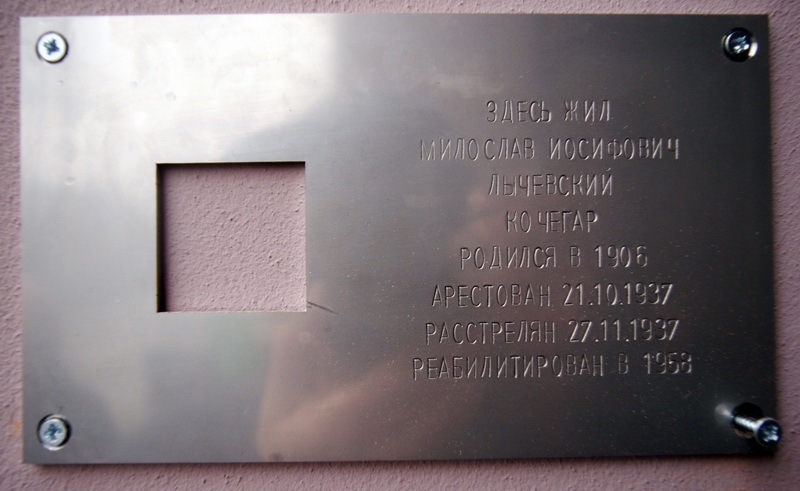 ЗДЕСЬ ЖИЛ
МИЛОСЛАВ ИОСИФОВИЧ
ЛЫЧЕВСКИЙ
КОЧЕГАР
РОДИЛСЯ В 1906
АРЕСТОВАН 21.10.1937
РАССТРЕЛЯН 27.11.1937
РЕАБИЛИТИРОВАН В 1958